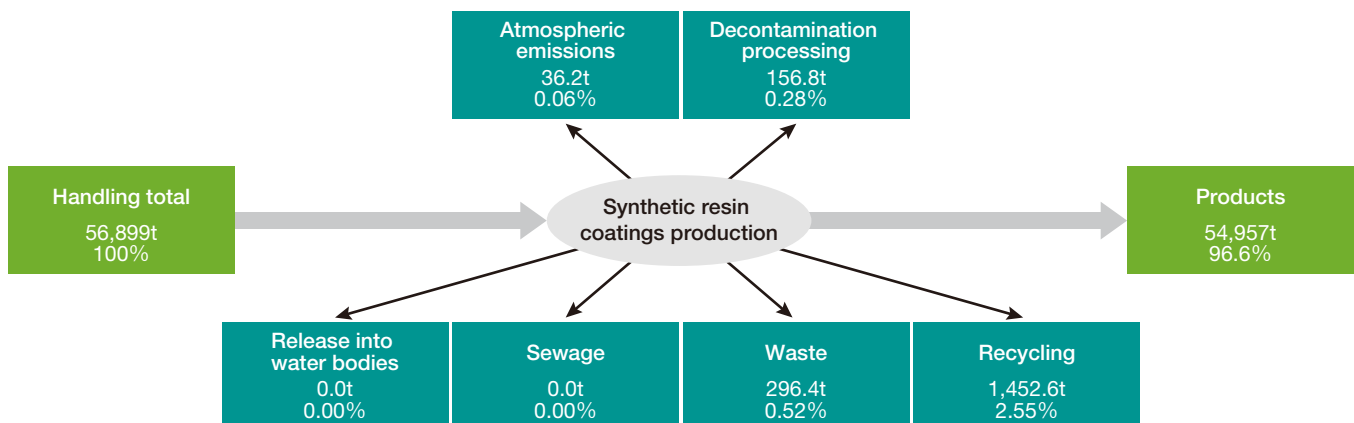 Atmospheric
emissions
36.2t
0.06%
Decontamination
processing
156.8t
0.28%
Handling total
56,899t
100%
Synthetic resin
coatings production
Products
54,957t
96.6%
Release into
water bodies
0.0t
0.00%
Sewage
0.0t
0.00%
Waste
296.4t
0.52%
Recycling
1,452.6t
2.55%